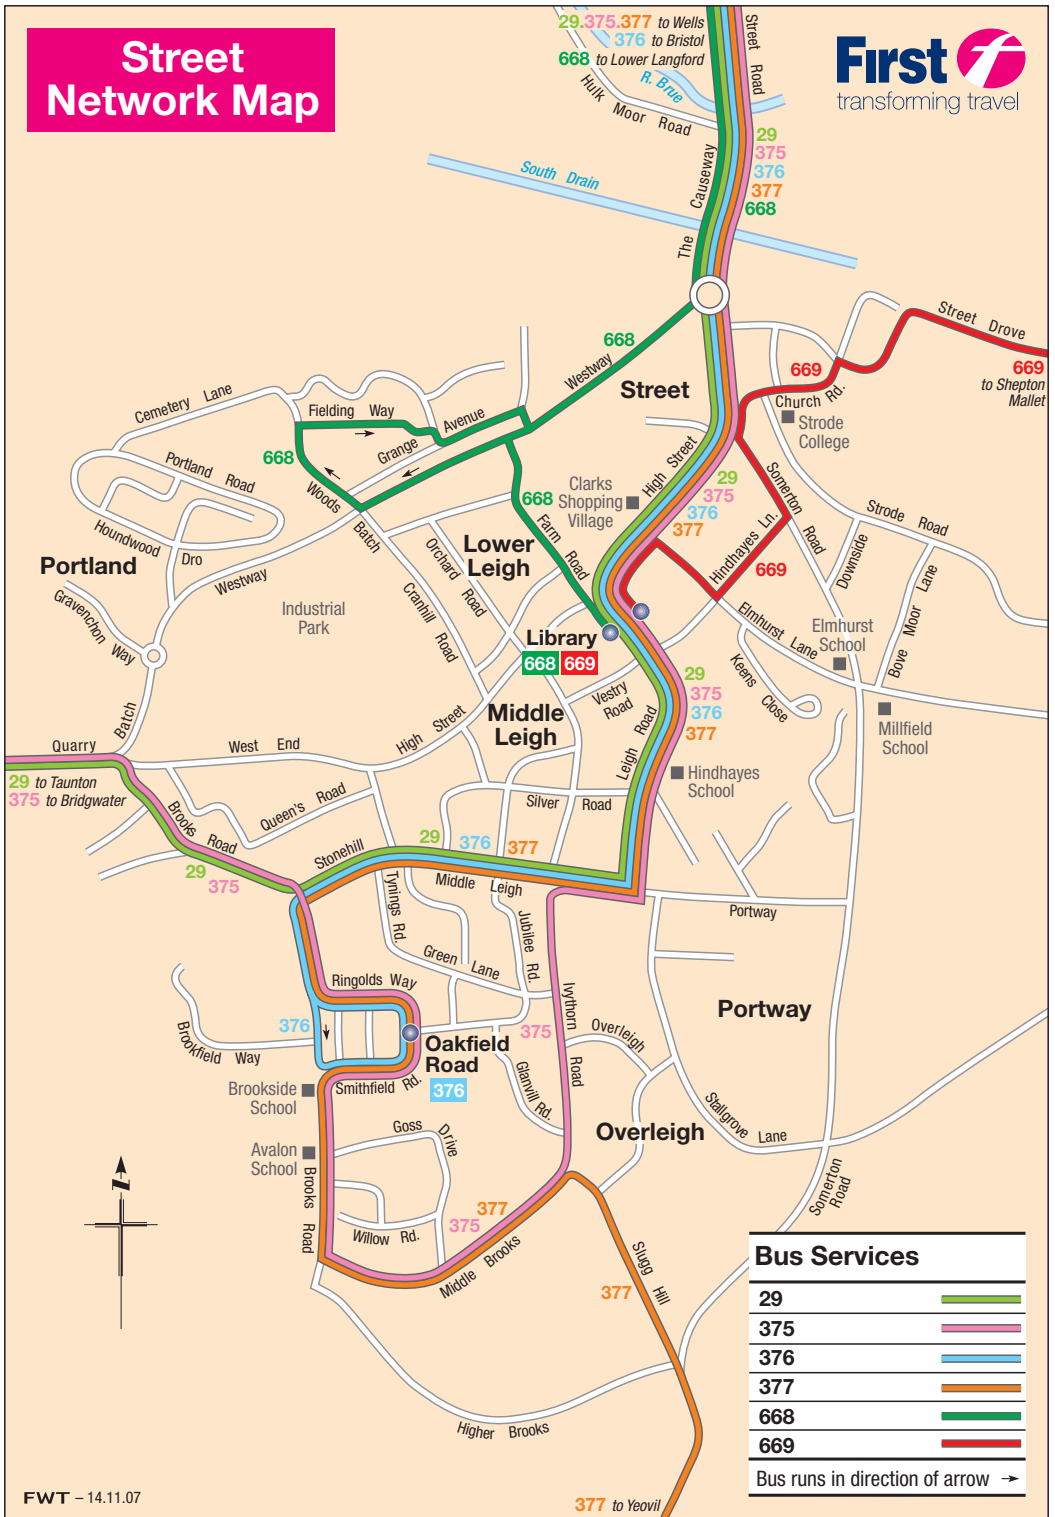 Street
Network Map
29.375.377 to Wells
376 to Bristol
668 to Lower Langford
Street Road
First
transforming travel
R. Brue
Hulk Moor Road
29
375
376
377
668
The Causeway
South Drain
668
Westway
Street
Street Drove
669
to Shepton
Mallet
669
Church Rd.
Strode
College
Cemetery Lane
Fielding Way
Avenue
Grange
668
Woods
Batch
Portland Road
Houndwood Dro
Portland
Westway
Gravenchon Way
Industrial
Park
High Street
Clarks
Shopping
Village
29
375
376
377
668
Farm Road
Lower
Leigh
Orchard Road
Cranhill Road
Somerton Road
Hindhayes Ln.
669
Strode Road
Downside
Bove Moor Lane
Elmhurst Lane
Elmhurst
School
Keens Close
Millfield
School
Library
668
669
Vestry
Road
29
375
376
377
Middle
Leigh
Leigh Road
Hindhayes
School
Quarry
Batch
West End
High Street
29 to Taunton
375 to Bridgwater
Brooks Road
Queen's Road
Silver Road
29
375
Stonehill
29
376
377
Middle Leigh
Tynings Rd.
Jubilee Rd.
Green Lane
Portway
Portway
Ringolds Way
376
Brookfield Way
Oakfield
Road
376
Smithfield Rd.
375
Ivythorn Road
Overleigh
Glanvill Rd.
Stallgrove Lane
Overleigh
Somerton
Road
Brookside
School
Avalon
School
Goss Drive
Brooks Road
Willow Rd.
377
375
Middle Brooks
Slugg Hill
377
Higher Brooks
377 to Yeovil
Bus Services
29
375
376
377
668
669
Bus runs in direction of arrow
FWT – 14.11.07